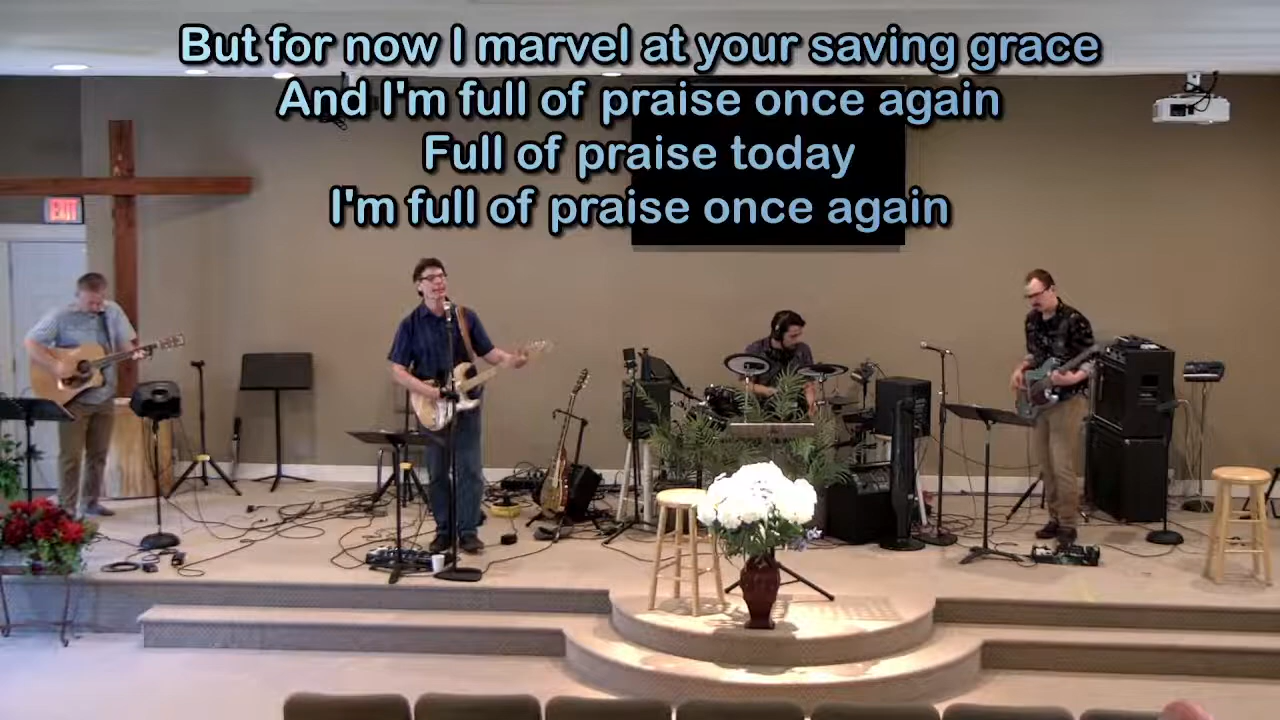 But for now I marvel at your saving grace
And I'm full of praise once again
Full of praise today
I'm full of praise once again
EXIT